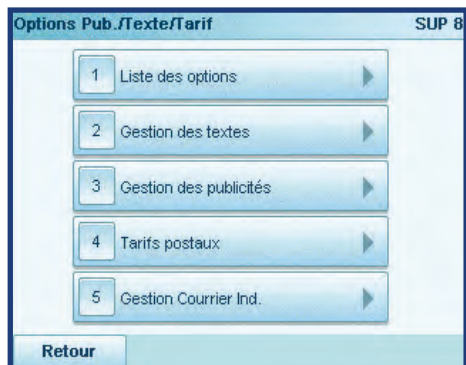 Options Pub./Texte/Tarif SUP 8
1 Liste des options
2 Gestion des textes
3 Gestion des publicités
4 Tarifs postaux
5 Gestion Courrier Ind.
Retour